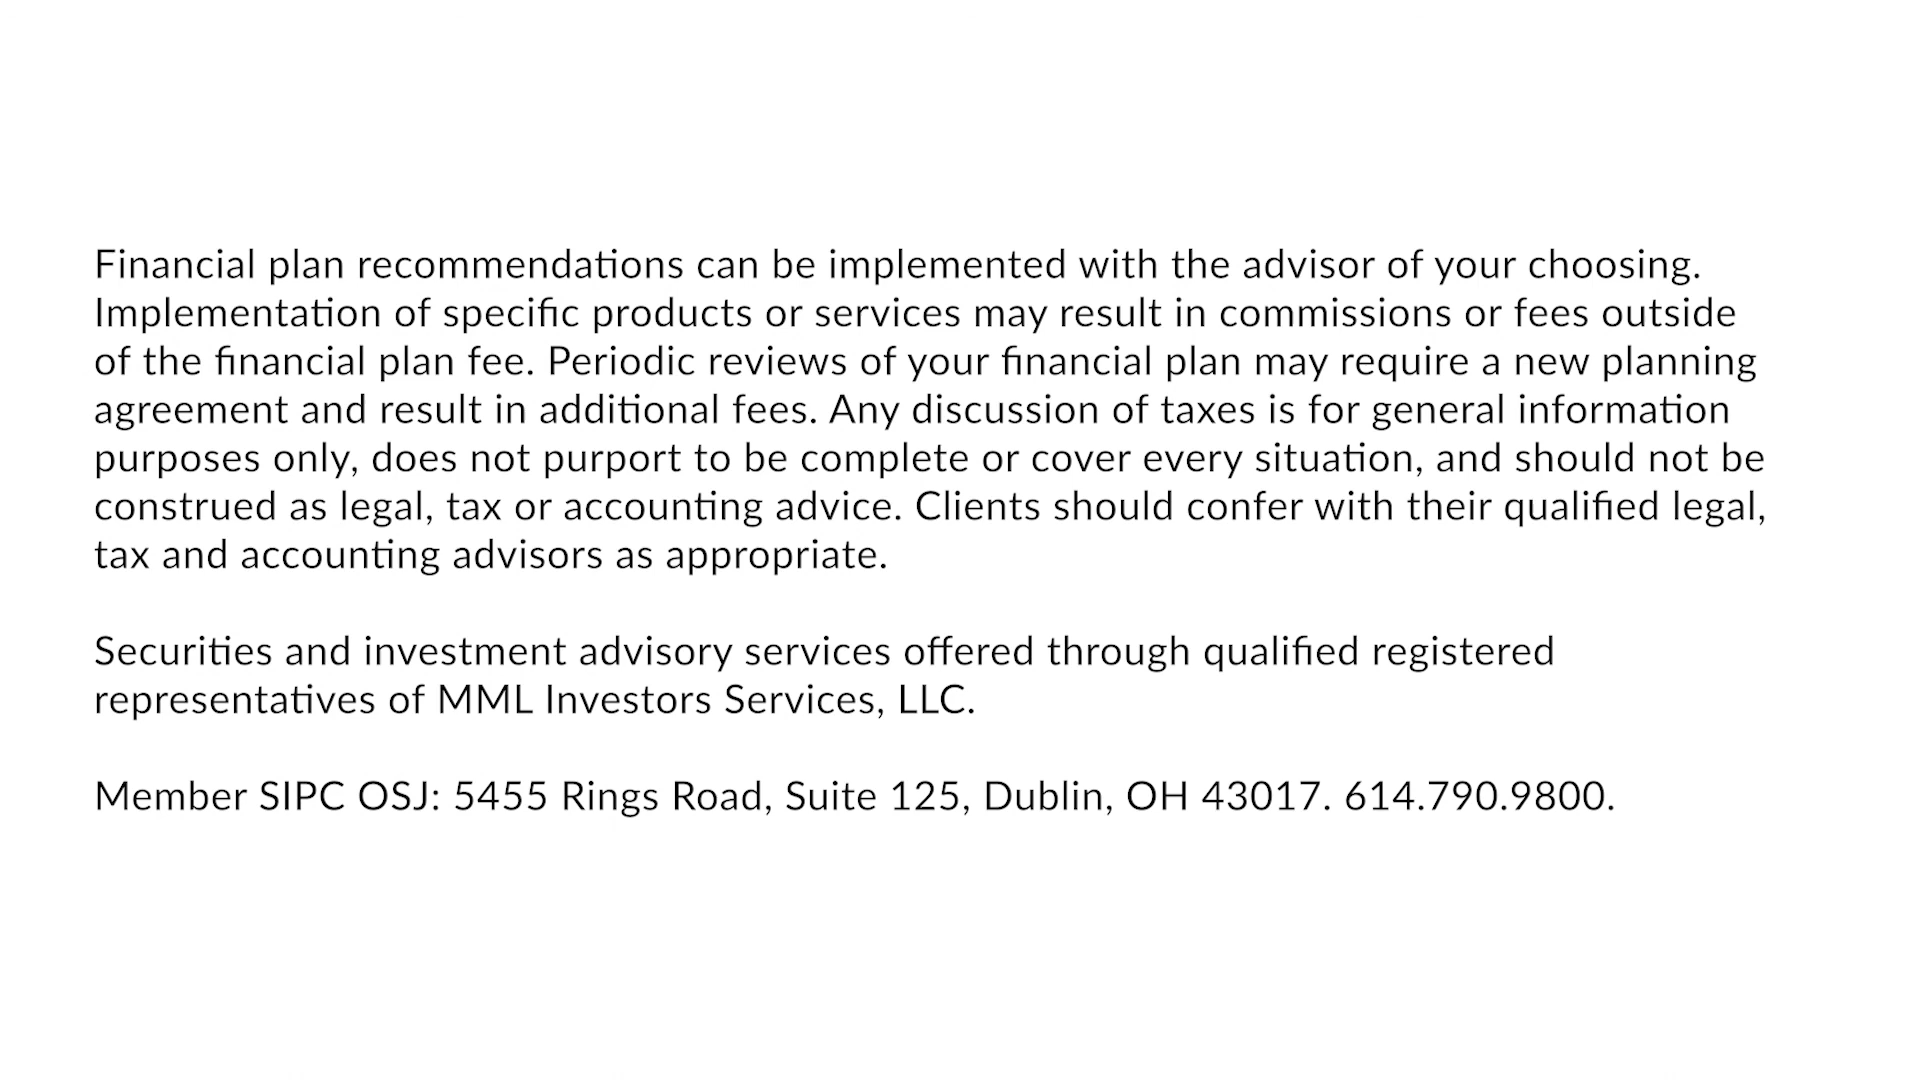 Financial plan recommendations can be implemented with the advisor of your choosing.
Implementation of specific products or services may result in commissions or fees outside
of the financial plan fee. Periodic reviews of your financial plan may require a new planning
agreement and result in additional fees. Any discussion of taxes is for general information
purposes only, does not purport to be complete or cover every situation, and should not be
construed as legal, tax or accounting advice. Clients should confer with their qualified legal,
tax and accounting advisors as appropriate.
Securities and investment advisory services offered through qualified registered
representatives of MML Investors Services, LLC.
Member SIPC OSJ: 5455 Rings Road, Suite 125, Dublin, OH 43017. 614.790.9800.